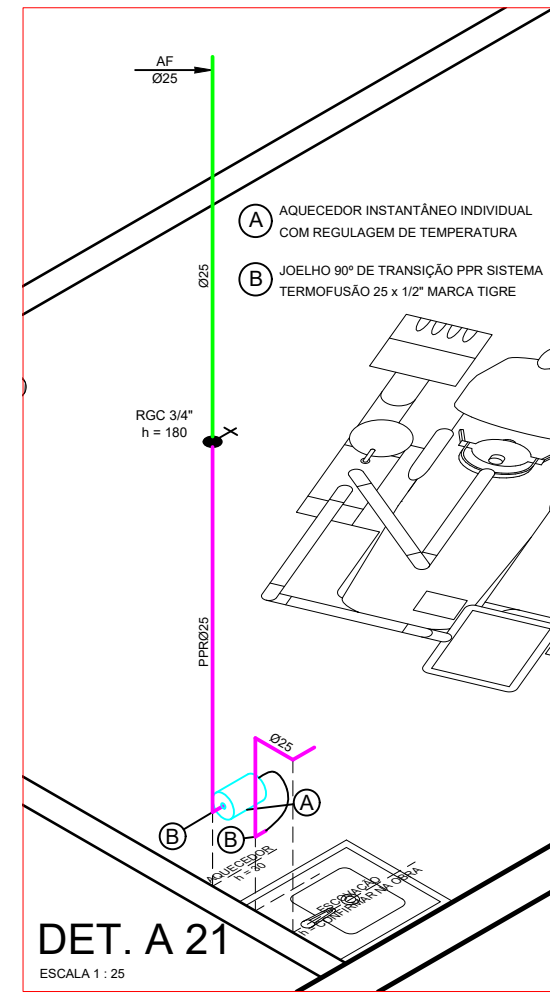 AF
Ø25
A
AQUECEDOR INSTANTÂNEO INDIVIDUAL
COM REGULAGEM DE TEMPERATURA
B
JOELHO 90º DE TRANSIÇÃO PPR SISTEMA
TERMOFUSÃO 25 x 1/2" MARCA TIGRE
Ø25
RGC 3/4"
h = 180
PPRØ25
Ø25
A
B
B
AQUECEDOR
h = 80
ESCOVAÇÃO
h = CONFIRMAR NA OBRA
DET. A 21
ESCALA 1 : 25